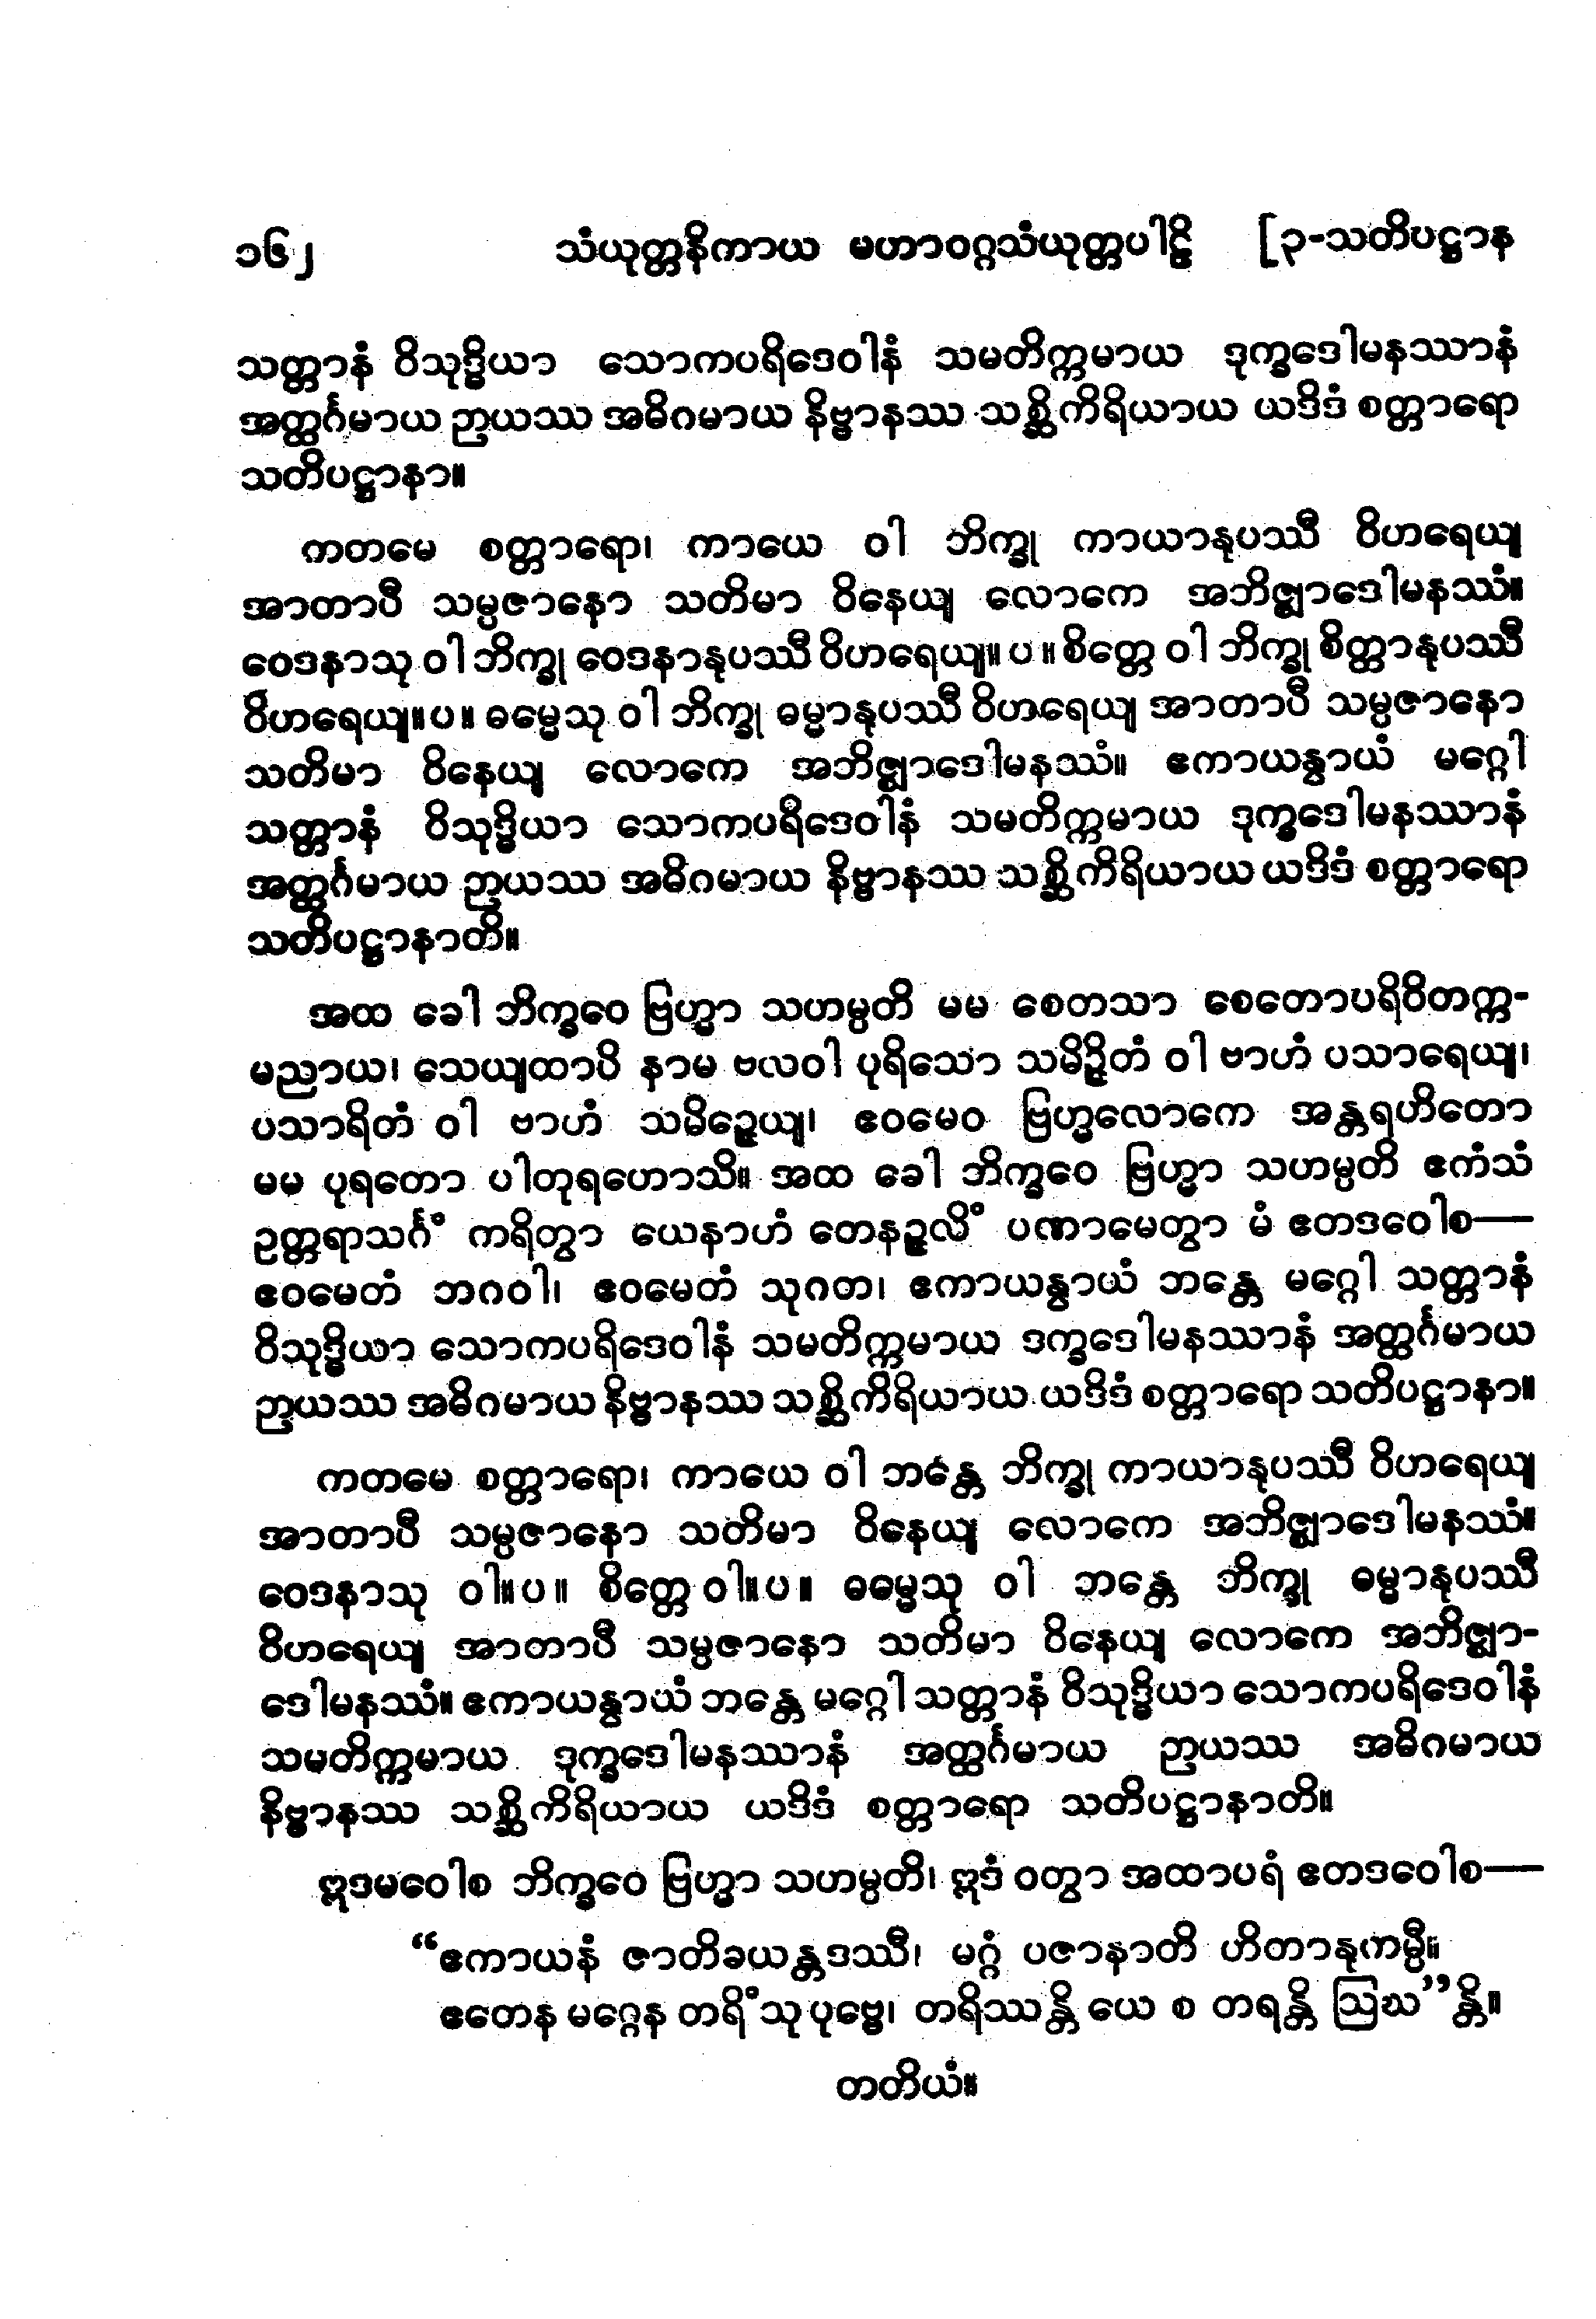 ၁၆၂ သံယုတ္တနိကာယ မဟာဝဂ္ဂသံယုတ္တပါဠိ [၃-သတိပဋ္ဌာန
သတ္တာနံ ဝိသုဒ္ဓိယာ သောကပရိဒေဝါနံ သမတိက္ကမာယ ဒုက္ခဒေါမနဿာနံ
အတ္ထင်္ဂမာယ ဉာယဿ အဓိဂမာယ နိဗ္ဗာနဿ သစ္ဆိကိရိယာယ ယဒိဒံ စတ္တာရော
သတိပဋ္ဌာနာ။
ကတမေ စတ္တာရော၊ ကာယေ ဝါ ဘိက္ခု ကာယာနုပဿီ ဝိဟရေယျ
အာတာပီ သမ္ပဇာနော သတိမာ ဝိနေယျ လောကေ အဘိဇ္ဈာဒေါမနဿံ။
ဝေဒနာသု ဝါ ဘိက္ခု ဝေဒနာနုပဿီ ဝိဟရေယျ။ ပ ။ စိတ္တေ ဝါ ဘိက္ခု စိတ္တာနုပဿီ
ဝိဟရေယျ။ ပ။ ဓမ္မေသု ဝါ ဘိက္ခု ဓမ္မာနုပဿီ ဝိဟရေယျ အာတာပီ သမ္ပဇာနော
သတိမာ ဝိနေယျ လောကေ အဘိဇ္ဈာဒေါမနဿံ။ ဧကာယနွာယံ မဂ္ဂေါ
သတ္တာနံ ဝိသုဒ္ဓိယာ သောကပရိဒေဝါနံ သမတိက္ကမာယ ဒုက္ခဒေါမနဿာနံ
အတ္ထင်္ဂမာယ ဉာယဿ အဓိဂမာယ နိဗ္ဗာနဿ သစ္ဆိကိရိယာယ ယဒိဒံ စတ္တာရော
သတိပဋ္ဌာနာတိ။
အထ ခေါ ဘိက္ခဝေ ဗြဟ္မာ သဟမ္ပတိ မမ စေတသာ စေတောပရိဝိတက္က-
မညာယ၊ သေယျထာပိ နာမ ဗလဝါ ပုရိသော သမိဉ္ဇိတံ ဝါ ဗာဟံ ပသာရေယျ၊
ပသာရိတံ ဝါ ဗာဟံ သမိဉ္ဇေယျ၊ ဧဝမေဝ ဗြဟ္မလောကေ အန္တရဟိတော
မမ ပုရတော ပါတုရဟောသိ။ အထ ခေါ ဘိက္ခဝေ ဗြဟ္မာ သဟမ္ပတိ ဧကံသံ
ဥတ္တရာသင်္ဂံ ကရိတွာ ယေနာဟံ တေနဉ္ဇလိံ ပဏာမေတွာ မံ ဧတဒဝေါစ—
ဧဝမေတံ ဘဂဝါ၊ ဧဝမေတံ သုဂတ၊ ဧကာယနွာယံ ဘန္တေ မဂ္ဂေါ သတ္တာနံ
ဝိသုဒ္ဓိယာ သောကပရိဒေဝါနံ သမတိက္ကမာယ ဒက္ခဒေါမနဿာနံ အတ္ထင်္ဂမာယ
ဉာယဿ အဓိဂမာယ နိဗ္ဗာနဿ သစ္ဆိကိရိယာယ ယဒိဒံ စတ္တာရော သတိပဋ္ဌာနာ။
ကတမေ စတ္တာရော၊ ကာယေ ဝါ ဘန္တေ ဘိက္ခု ကာယာနုပဿီ ဝိဟရေယျ
အာတာပီ သမ္ပဇာနော သတိမာ ဝိနေယျ လောကေ အဘိဇ္ဈာဒေါမနဿံ။
ဝေဒနာသု ဝါ။ ပ ။ စိတ္တေ ဝါ။ ပ ။ ဓမ္မေသု ဝါ ဘန္တေ ဘိက္ခု ဓမ္မာနုပဿီ
ဝိဟရေယျ အာတာပီ သမ္ပဇာနော သတိမာ ဝိနေယျ လောကေ အဘိဇ္ဈာ-
ဒေါမနဿံ။ ဧကာယနွာယံ ဘန္တေ မဂ္ဂေါ သတ္တာနံ ဝိသုဒ္ဓိယာ သောကပရိဒေဝါနံ
သမတိက္ကမာယ ဒုက္ခဒေါမနဿာနံ အတ္ထင်္ဂမာယ ဉာယဿ အဓိဂမာယ
နိဗ္ဗာနဿ သစ္ဆိကိရိယာယ ယဒိဒံ စတ္တာရော သတိပဋ္ဌာနာတိ။
ဣဒမဝေါစ ဘိက္ခဝေ ဗြဟ္မာ သဟမ္ပတိ၊ ဣဒံ ဝတွာ အထာပရံ ဧတဒဝေါစ—
“ဧကာယနံ ဇာတိခယန္တဒဿီ၊ မဂ္ဂံ ပဇာနာတိ ဟိတာနုကမ္ပီ။
ဧတေန မဂ္ဂေန တရိံသု ပုဗ္ဗေ၊ တရိဿန္တိ ယေ စ တရန္တိ ဩဃ”န္တိ။
တတိယံ။